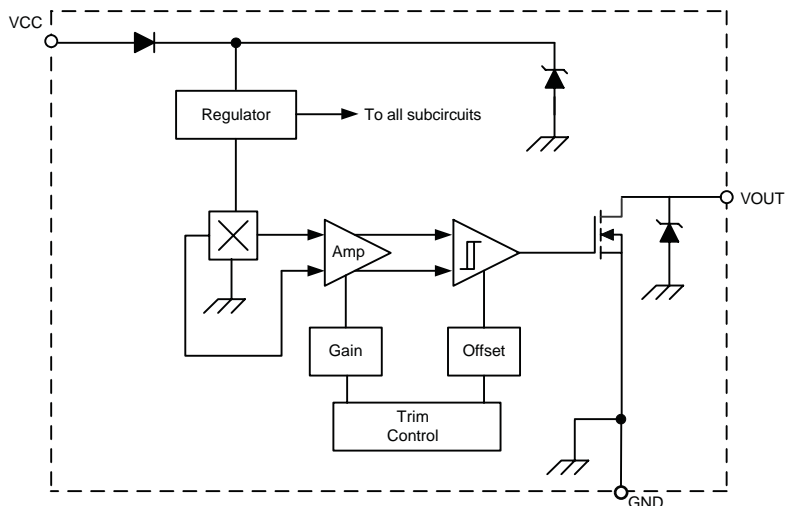 VCC
Regulator
To all subcircuits
VOUT
Amp
Gain
Offset
Trim
Control
GND